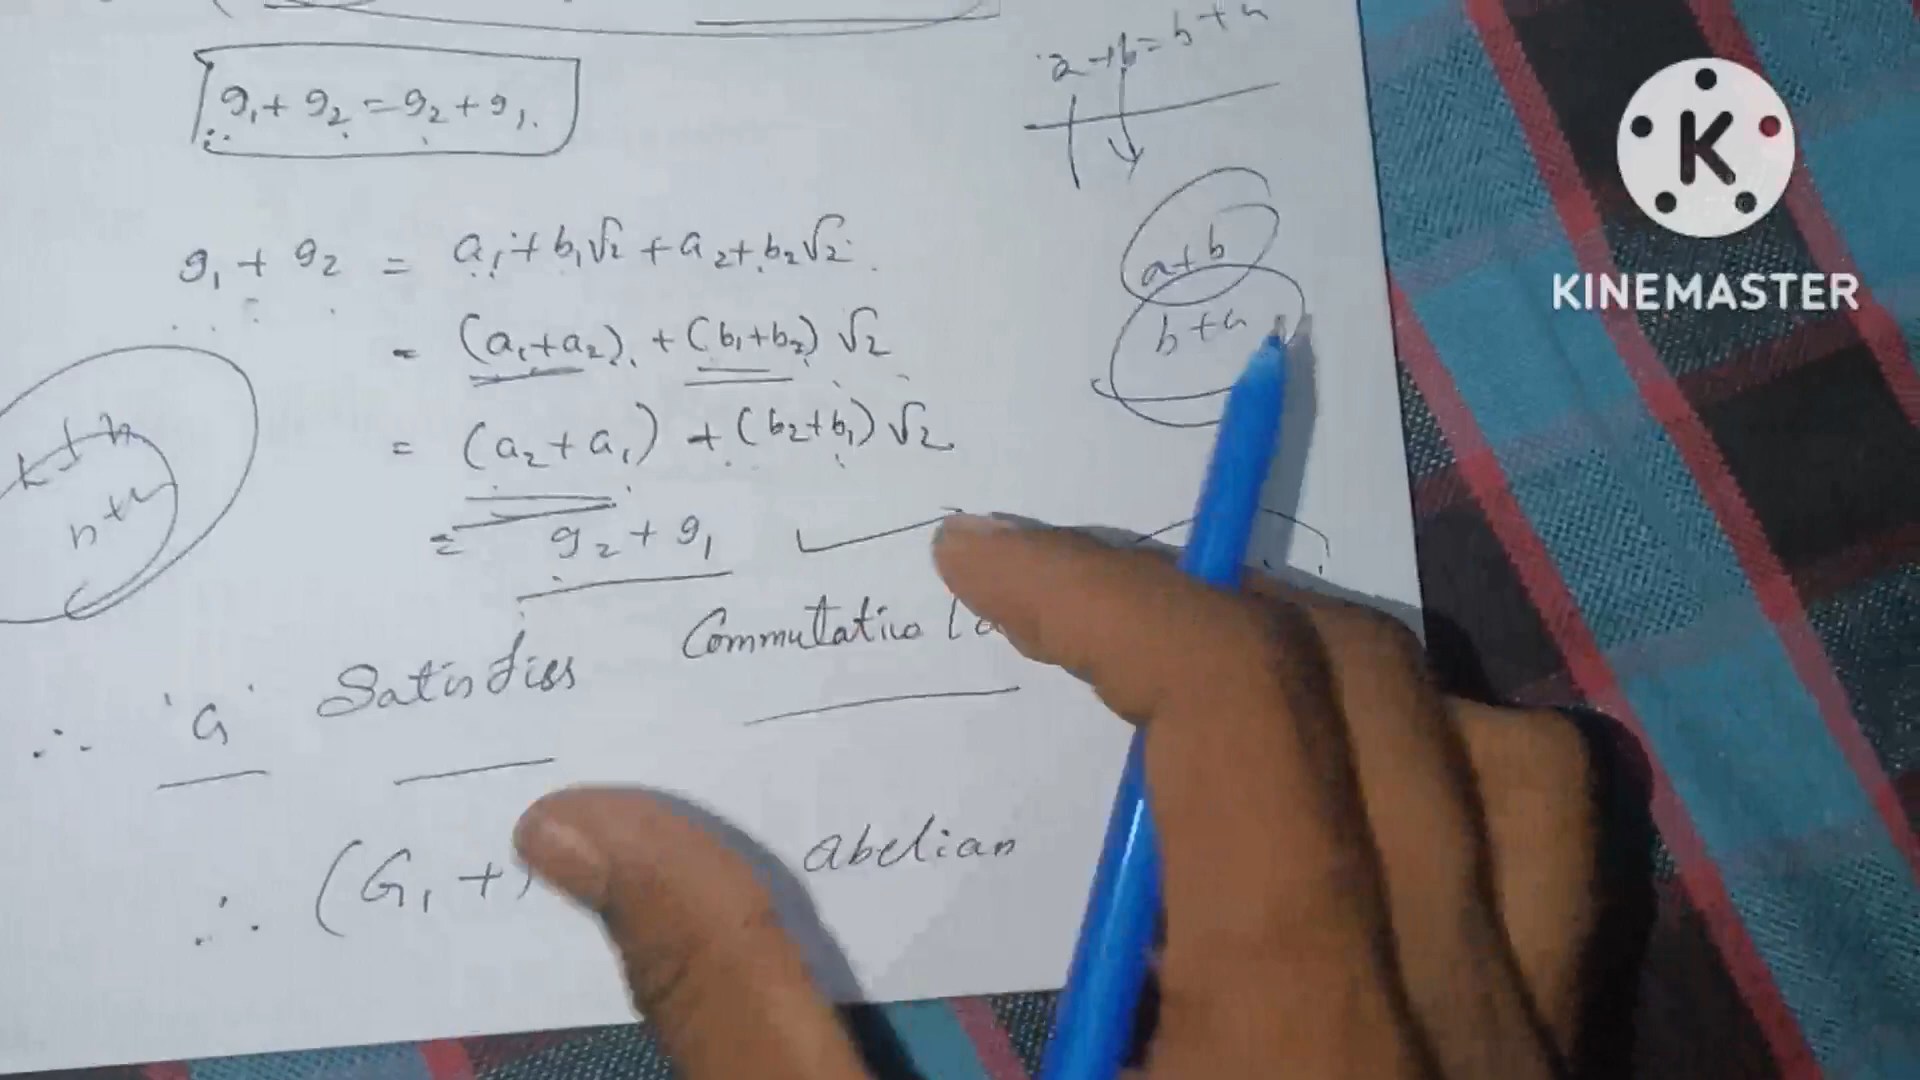 g₁ + g₂ = g₂ + g₁.
a + b = b + a
g₁ + g₂ = a₁ + b₁√2 + a₂ + b₂√2.
= (a₁+a₂) + (b₁+b₂) √2
= (a₂ + a₁) + (b₂+b₁) √2.
= g₂ + g₁
a+b
b+a
n+
∴ 'G' Satisfies Commutative
∴ (G, +) abelian
K
KINEMASTER